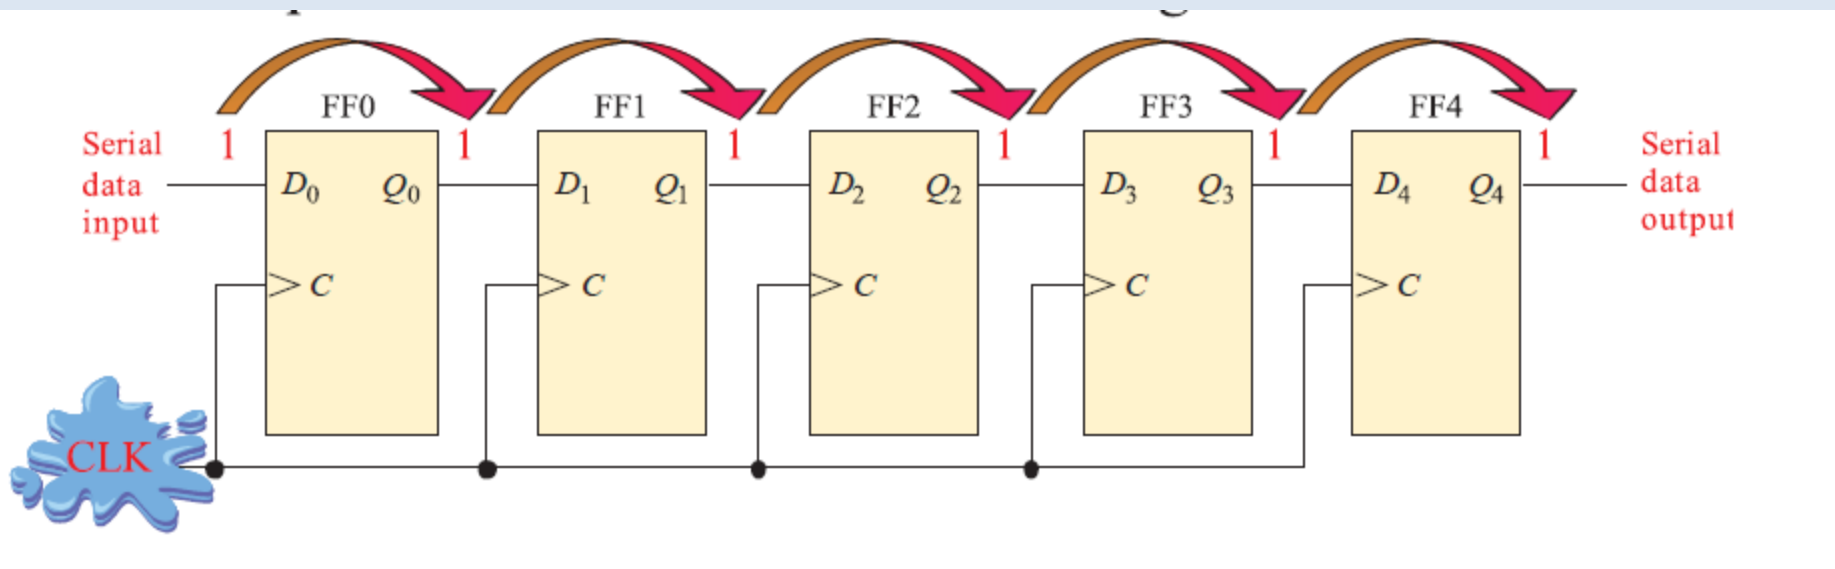 FF0 FF1 FF2 FF3 FF4
1 1 1 1 1 1
Serial
data
input
D0 Q0 D1 Q1 D2 Q2 D3 Q3 D4 Q4
Serial
data
output
> C > C > C > C > C
CLK